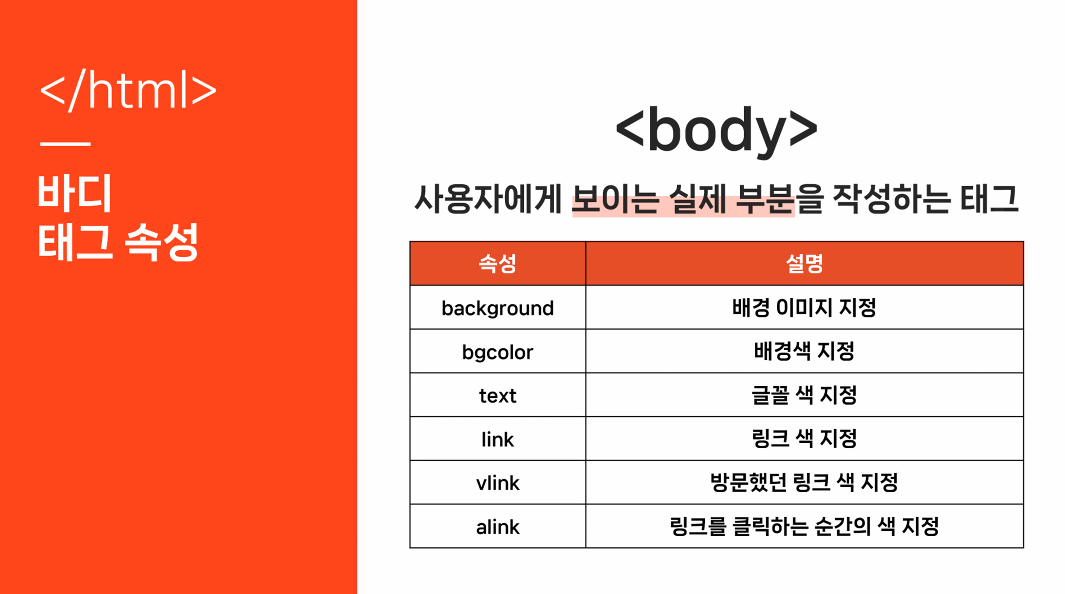 </html>
바디
태그 속성
<body>
사용자에게 보이는 실제 부분을 작성하는 태그
속성 설명
background 배경 이미지 지정
bgcolor 배경색 지정
text 글꼴 색 지정
link 링크 색 지정
vlink 방문했던 링크 색 지정
alink 링크를 클릭하는 순간의 색 지정